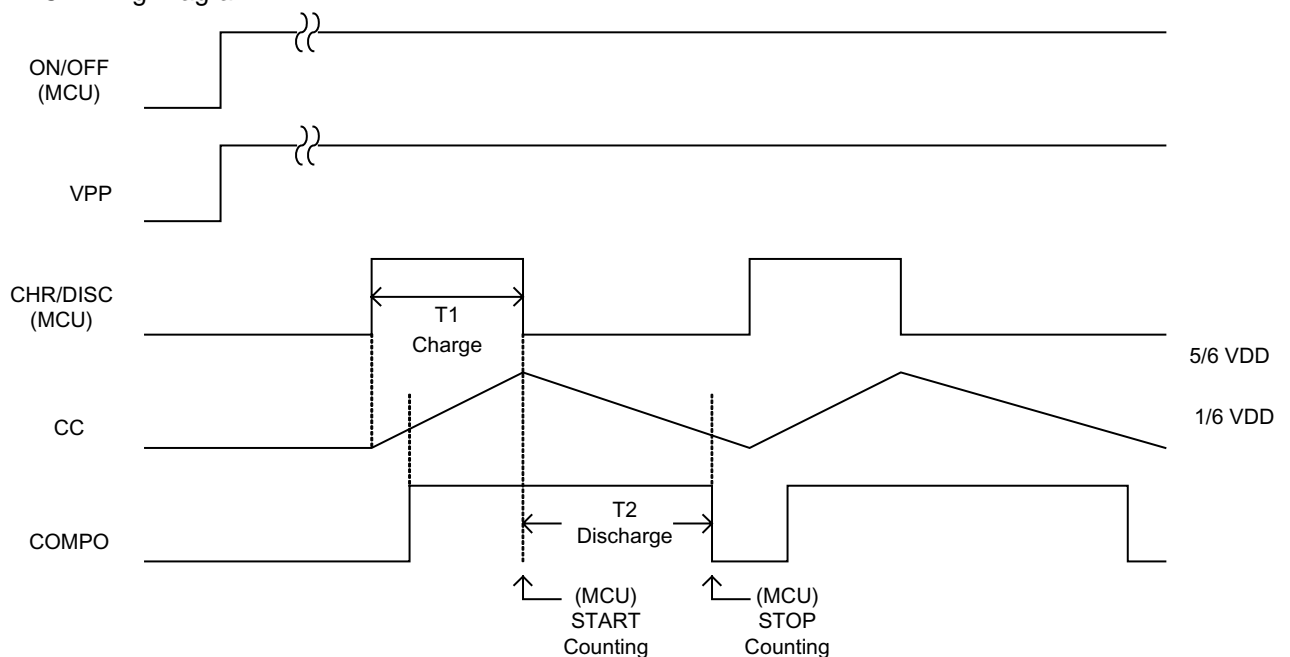 ON/OFF
(MCU)
VPP
CHR/DISC
(MCU)
T1
Charge
5/6 VDD
CC
1/6 VDD
COMPO
T2
Discharge
(MCU)
START
Counting
(MCU)
STOP
Counting